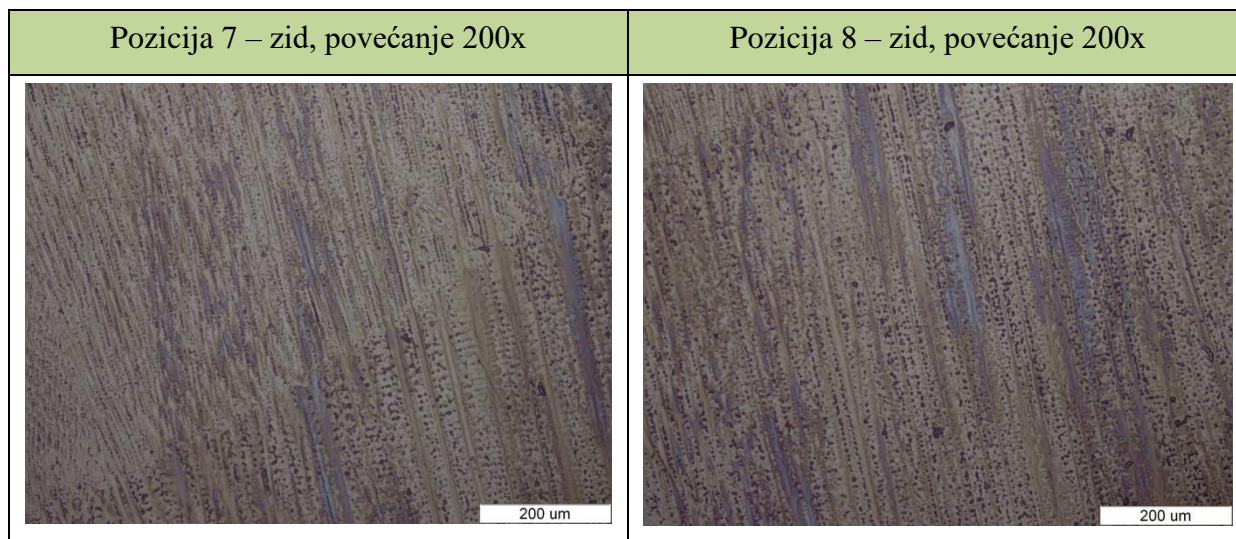 Pozicija 7 – zid, povećanje 200x
Pozicija 8 – zid, povećanje 200x
200 um
200 um